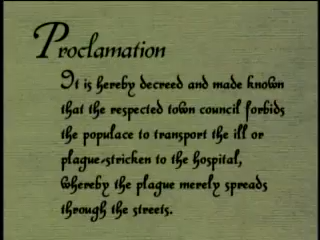 Proclamation
It is hereby decreed and made known
that the respected town council forbids
the populace to transport the ill or
plague-stricken to the hospital,
whereby the plague merely spreads
through the streets.